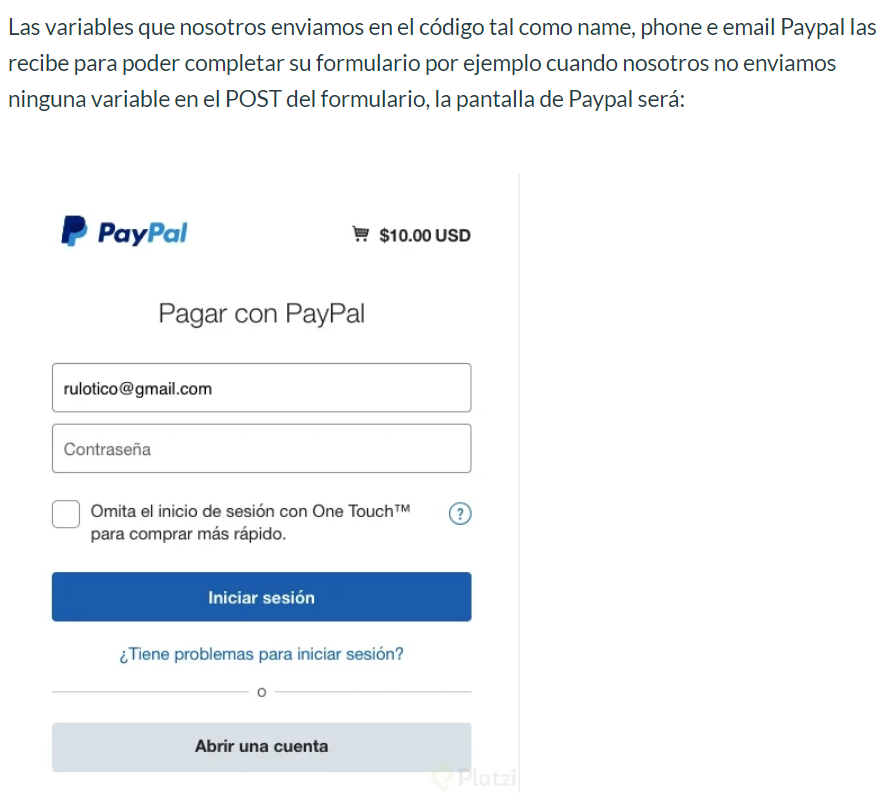 Las variables que nosotros enviamos en el código tal como name, phone e email Paypal las
recibe para poder completar su formulario por ejemplo cuando nosotros no enviamos
ninguna variable en el POST del formulario, la pantalla de Paypal será:
PayPal
$10.00 USD
Pagar con PayPal
rulotico@gmail.com
Contraseña
Omita el inicio de sesión con One Touch™
?
para comprar más rápido.
Iniciar sesión
¿Tiene problemas para iniciar sesión?
o
Abrir una cuenta
Platzi